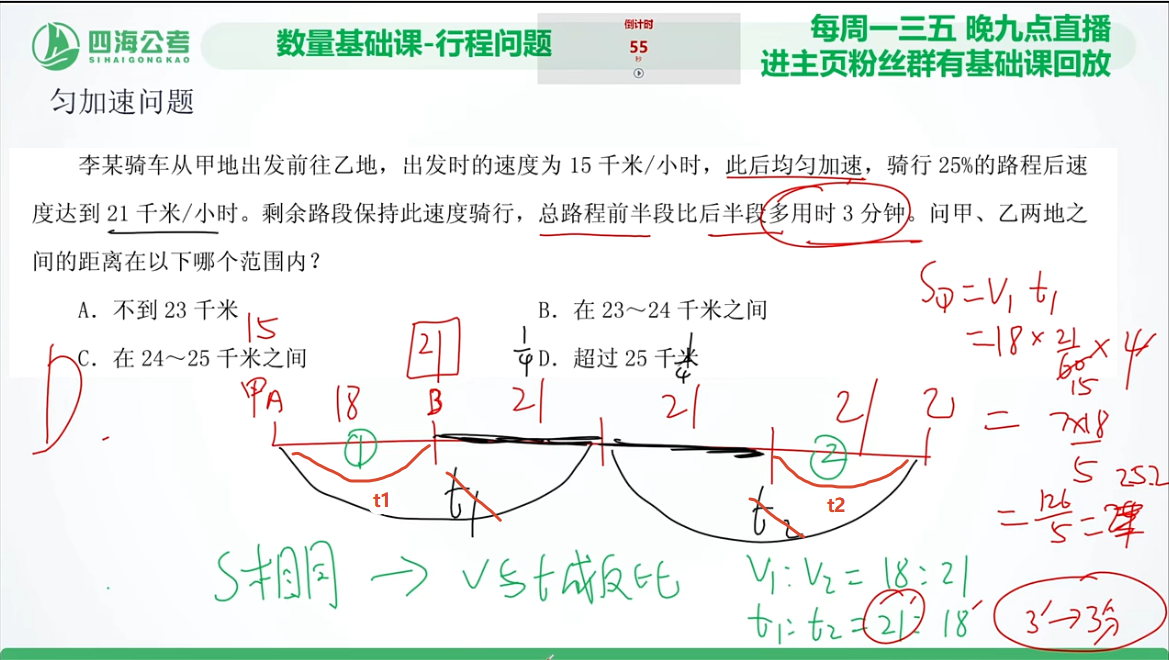 四海公考
SIHAIGONGKAO
数量基础课-行程问题
倒计时
55
秒
每周一三五 晚九点直播
进主页粉丝群有基础课回放
匀加速问题
李某骑车从甲地出发前往乙地，出发时的速度为 15 千米/小时，此后均匀加速，骑行 25%的路程后速
度达到 21 千米/小时。剩余路段保持此速度骑行，总路程前半段比后半段多用时 3 分钟。问甲、乙两地之
间的距离在以下哪个范围内？
A．不到 23 千米
B．在 23～24 千米之间
C．在 24～25 千米之间
D．超过 25 千米
15
21
1/4
1/4
D.
甲A
18
B
21
21
21
乙
①
②
t1
t1
t2
t2
S甲=V1 t1
=18×21/60×4
15
=7×18/5
=126/5=25.2
S相同→V与t成反比
V1:V2=18:21
t1:t2=21′:18′
3′→3分